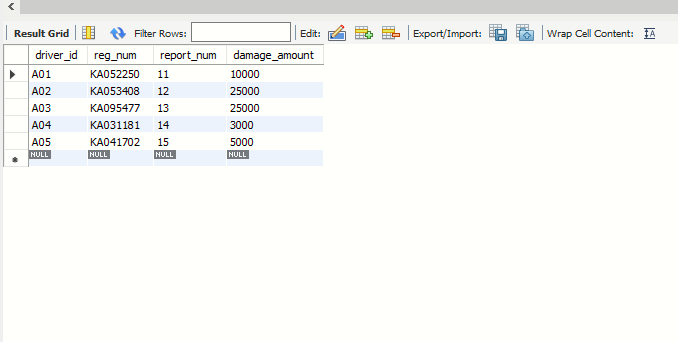 Result Grid Filter Rows: Edit: Export/Import: Wrap Cell Content: A
driver_id reg_num report_num damage_amount
A01 KA052250 11 10000
A02 KA053408 12 25000
A03 KA095477 13 25000
A04 KA031181 14 3000
A05 KA041702 15 5000
NULL NULL NULL NULL